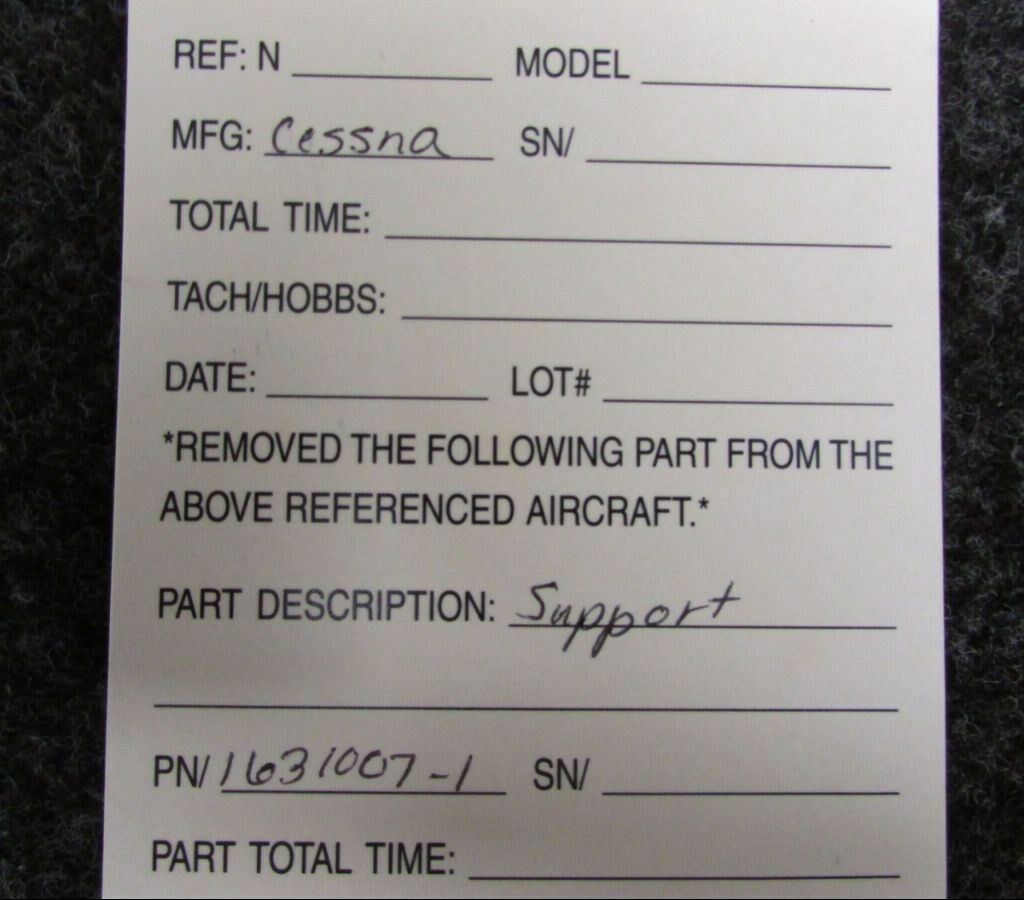 REF: N MODEL
MFG: Cessna SN/
TOTAL TIME:
TACH/HOBBS:
DATE: LOT#
*REMOVED THE FOLLOWING PART FROM THE
ABOVE REFERENCED AIRCRAFT.*
PART DESCRIPTION: Support
PN/ 1631007-1 SN/
PART TOTAL TIME: